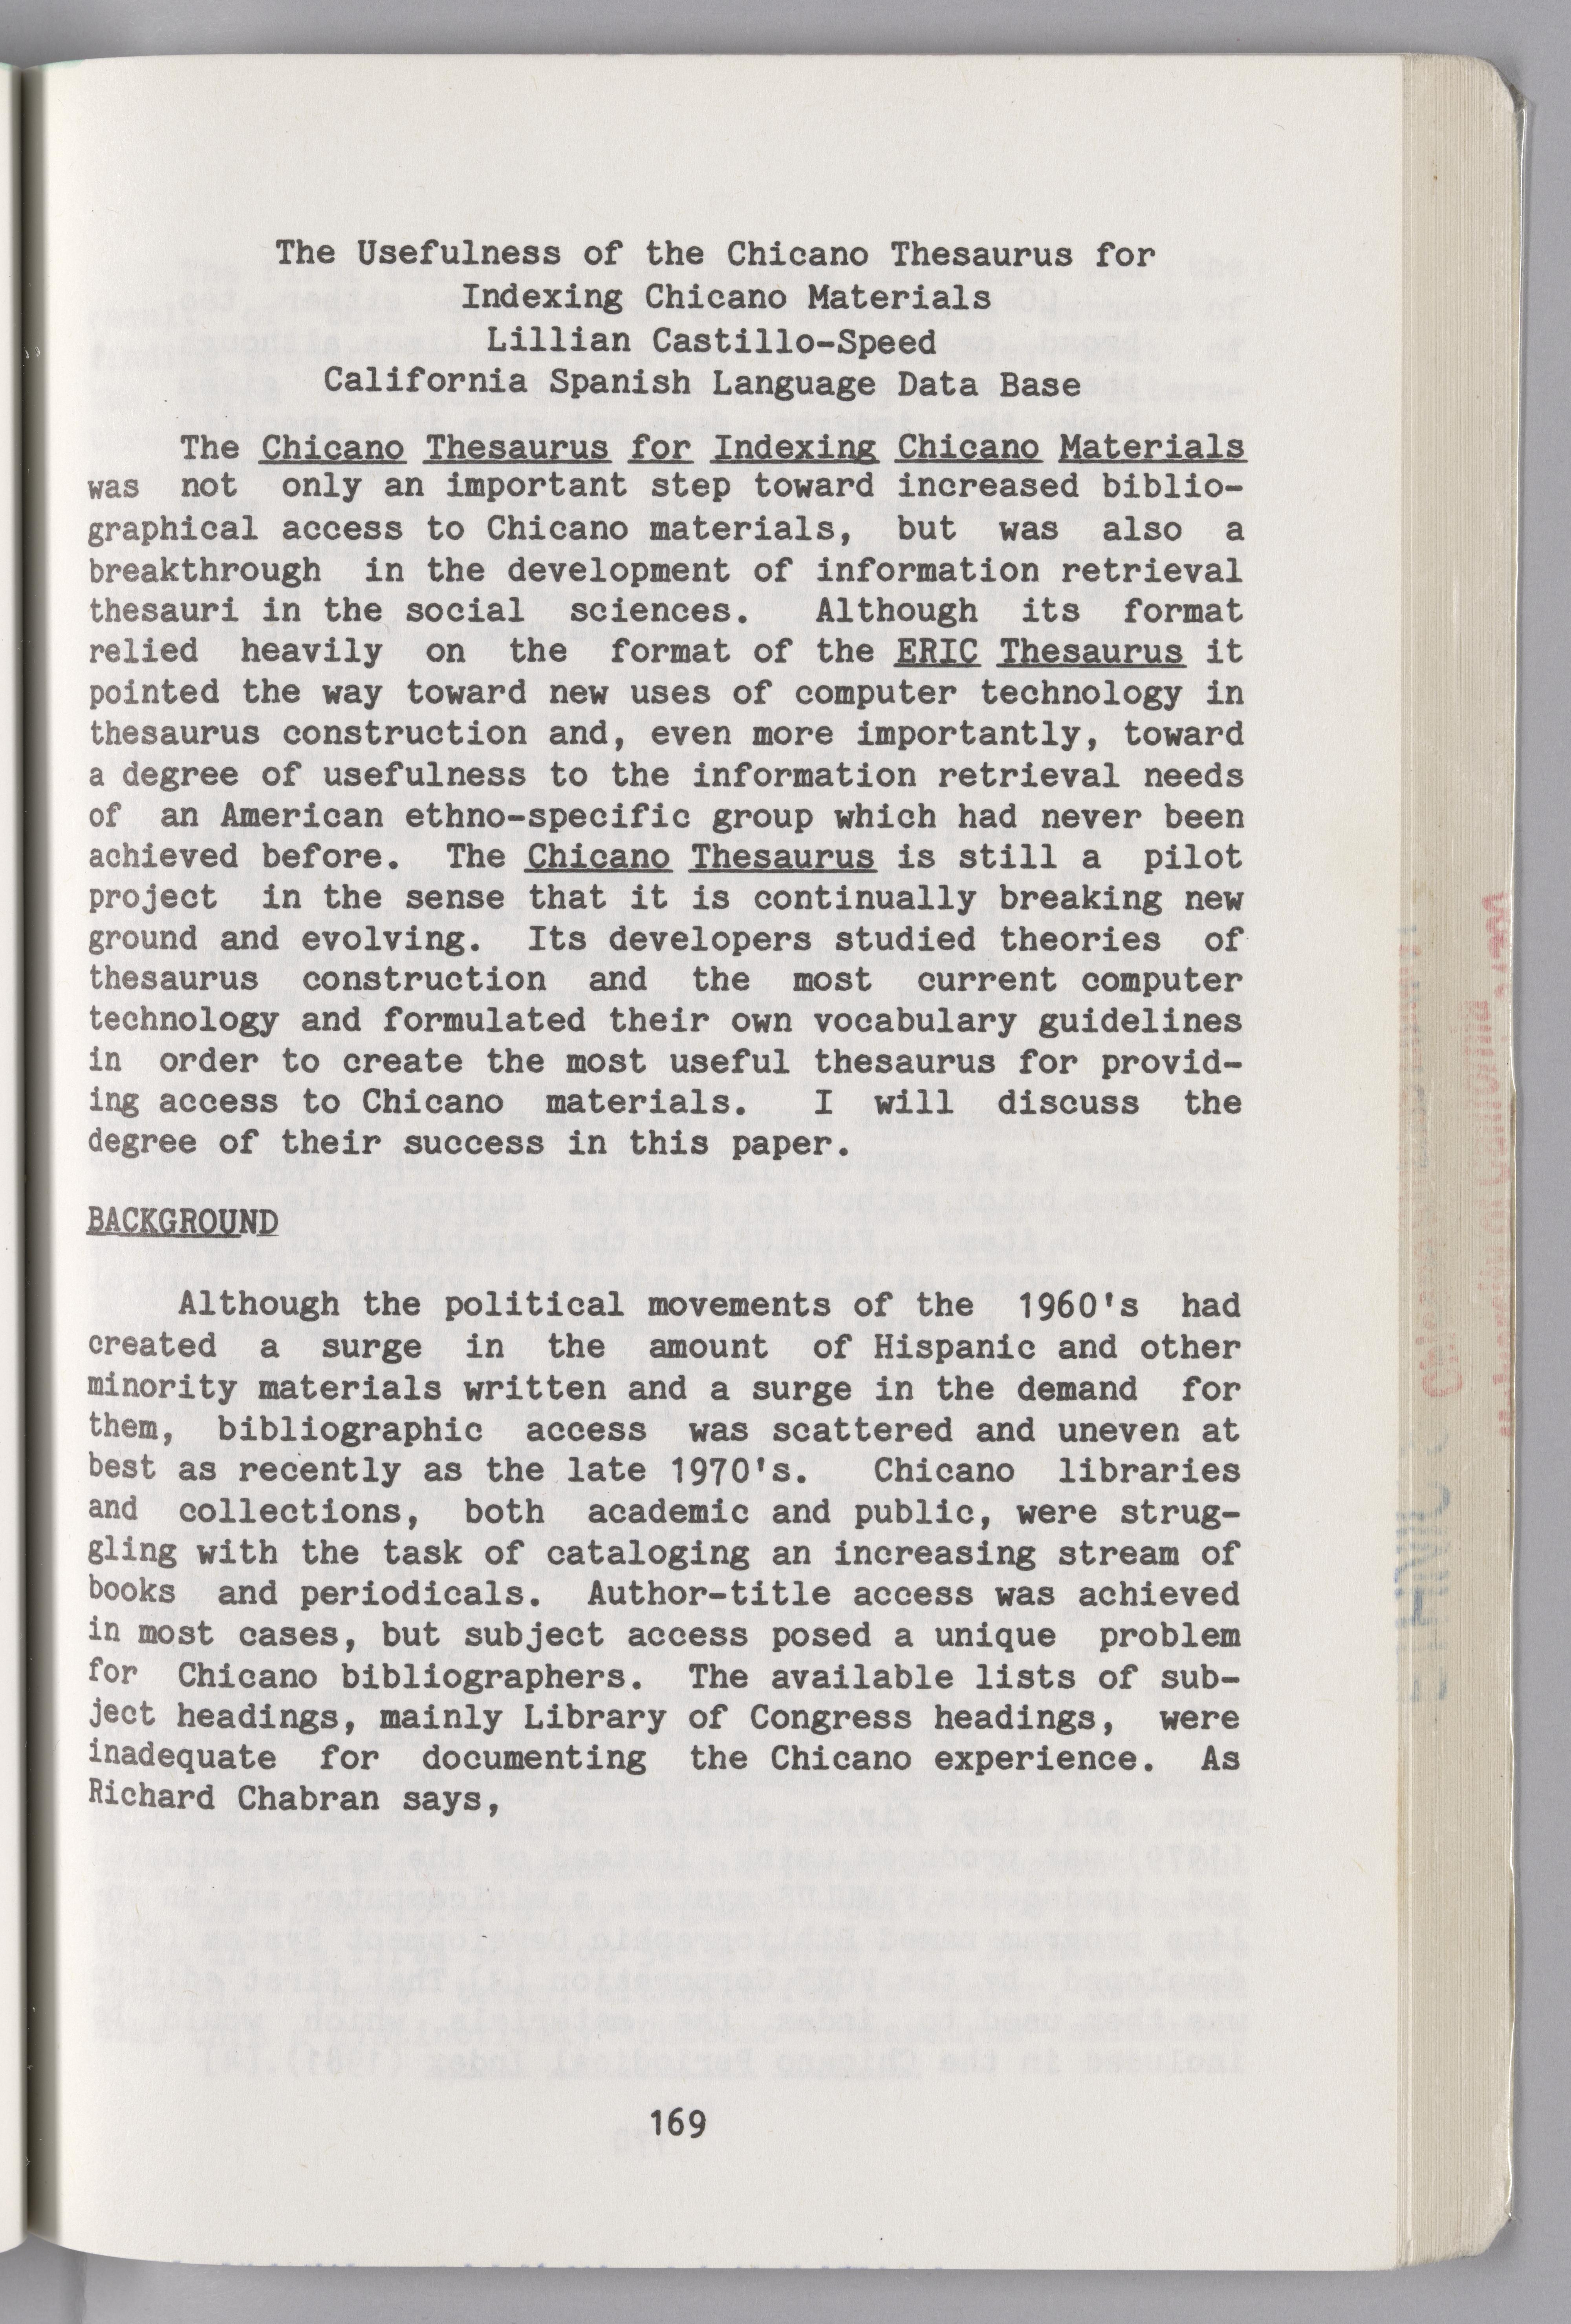 The Usefulness of the Chicano Thesaurus for
Indexing Chicano Materials
Lillian Castillo-Speed
California Spanish Language Data Base
The Chicano Thesaurus for Indexing Chicano Materials
was not only an important step toward increased biblio-
graphical access to Chicano materials, but was also a
breakthrough in the development of information retrieval
thesauri in the social sciences. Although its format
relied heavily on the format of the ERIC Thesaurus it
pointed the way toward new uses of computer technology in
thesaurus construction and, even more importantly, toward
a degree of usefulness to the information retrieval needs
of an American ethno-specific group which had never been
achieved before. The Chicano Thesaurus is still a pilot
project in the sense that it is continually breaking new
ground and evolving. Its developers studied theories of
thesaurus construction and the most current computer
technology and formulated their own vocabulary guidelines
in order to create the most useful thesaurus for provid-
ing access to Chicano materials. I will discuss the
degree of their success in this paper.
BACKGROUND
Although the political movements of the 1960's had
created a surge in the amount of Hispanic and other
minority materials written and a surge in the demand for
them, bibliographic access was scattered and uneven at
best as recently as the late 1970's. Chicano libraries
and collections, both academic and public, were strug-
gling with the task of cataloging an increasing stream of
books and periodicals. Author-title access was achieved
in most cases, but subject access posed a unique problem
for Chicano bibliographers. The available lists of sub-
ject headings, mainly Library of Congress headings, were
inadequate for documenting the Chicano experience. As
Richard Chabran says,
169